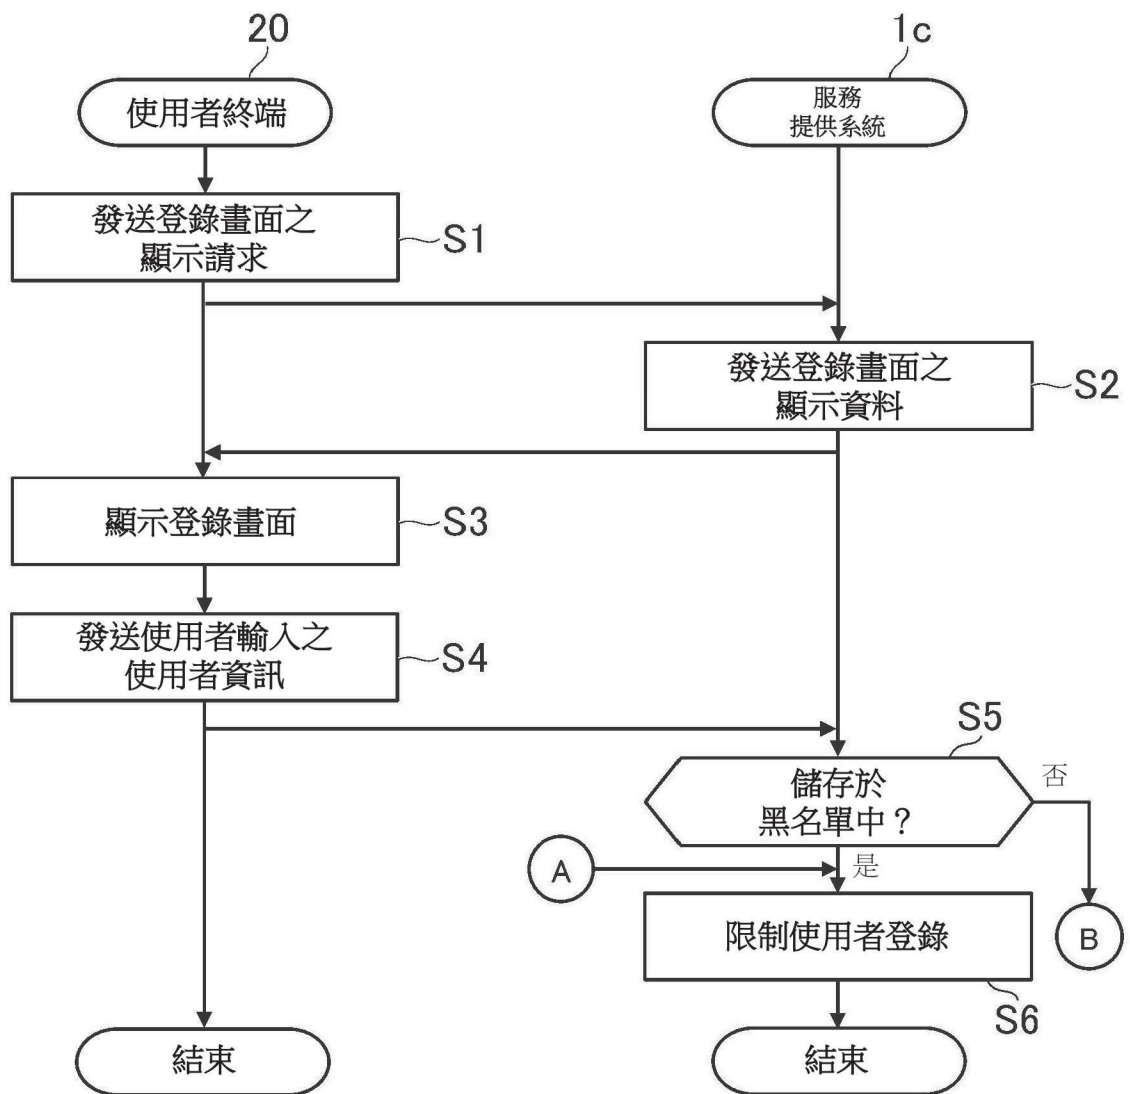 20
1c
使用者終端
服務
提供系統
發送登錄畫面之
顯示請求
S1
發送登錄畫面之
顯示資料
S2
顯示登錄畫面
S3
發送使用者輸入之
使用者資訊
S4
S5
儲存於
黑名單中？
否
A
是
限制使用者登錄
B
S6
結束
結束